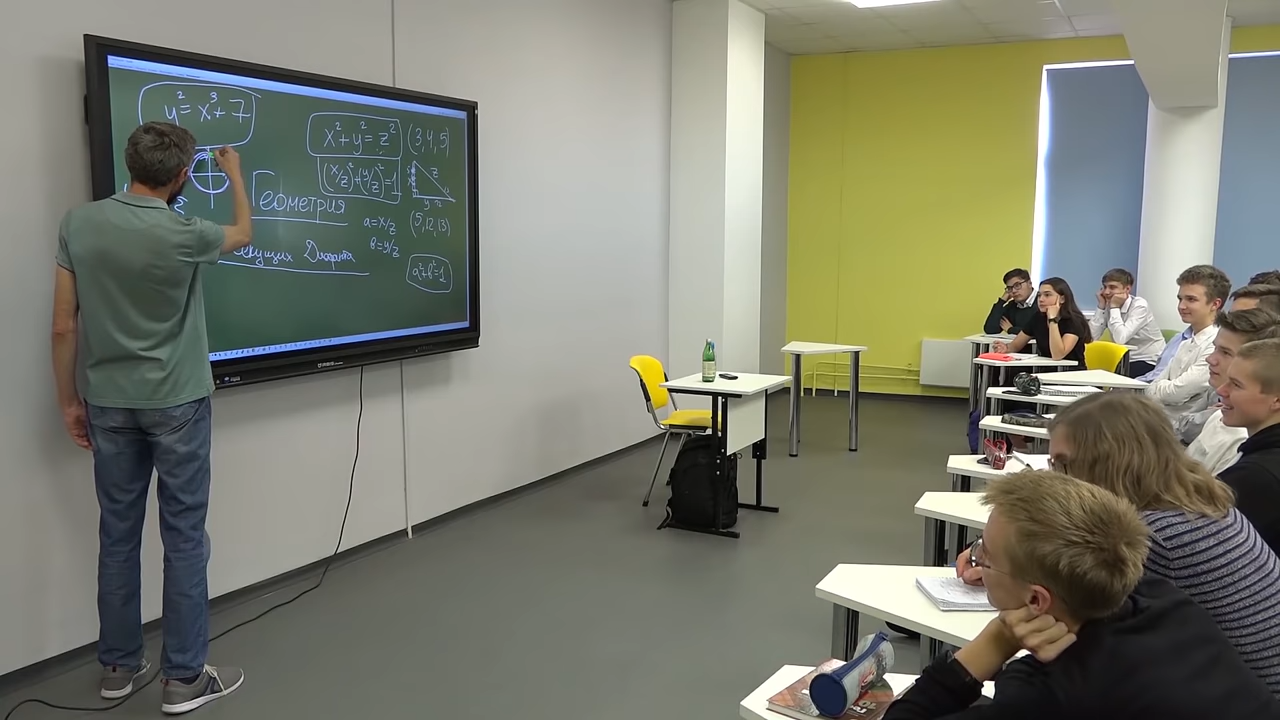 y² = x³ + 7
x² + y² = z²
(3, 4, 5)
(x/z)² + (y/z)² = 1
z
x
y
Геометрия
(5, 12, 13)
a = x/z
b = y/z
секущих Диофанта
a² + b² = 1